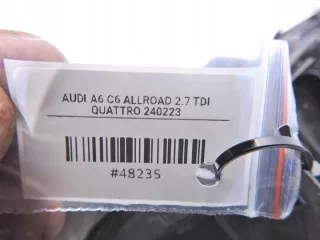 AUDI A6 C6 ALLROAD 2.7 TDI
QUATTRO 240223
#48235